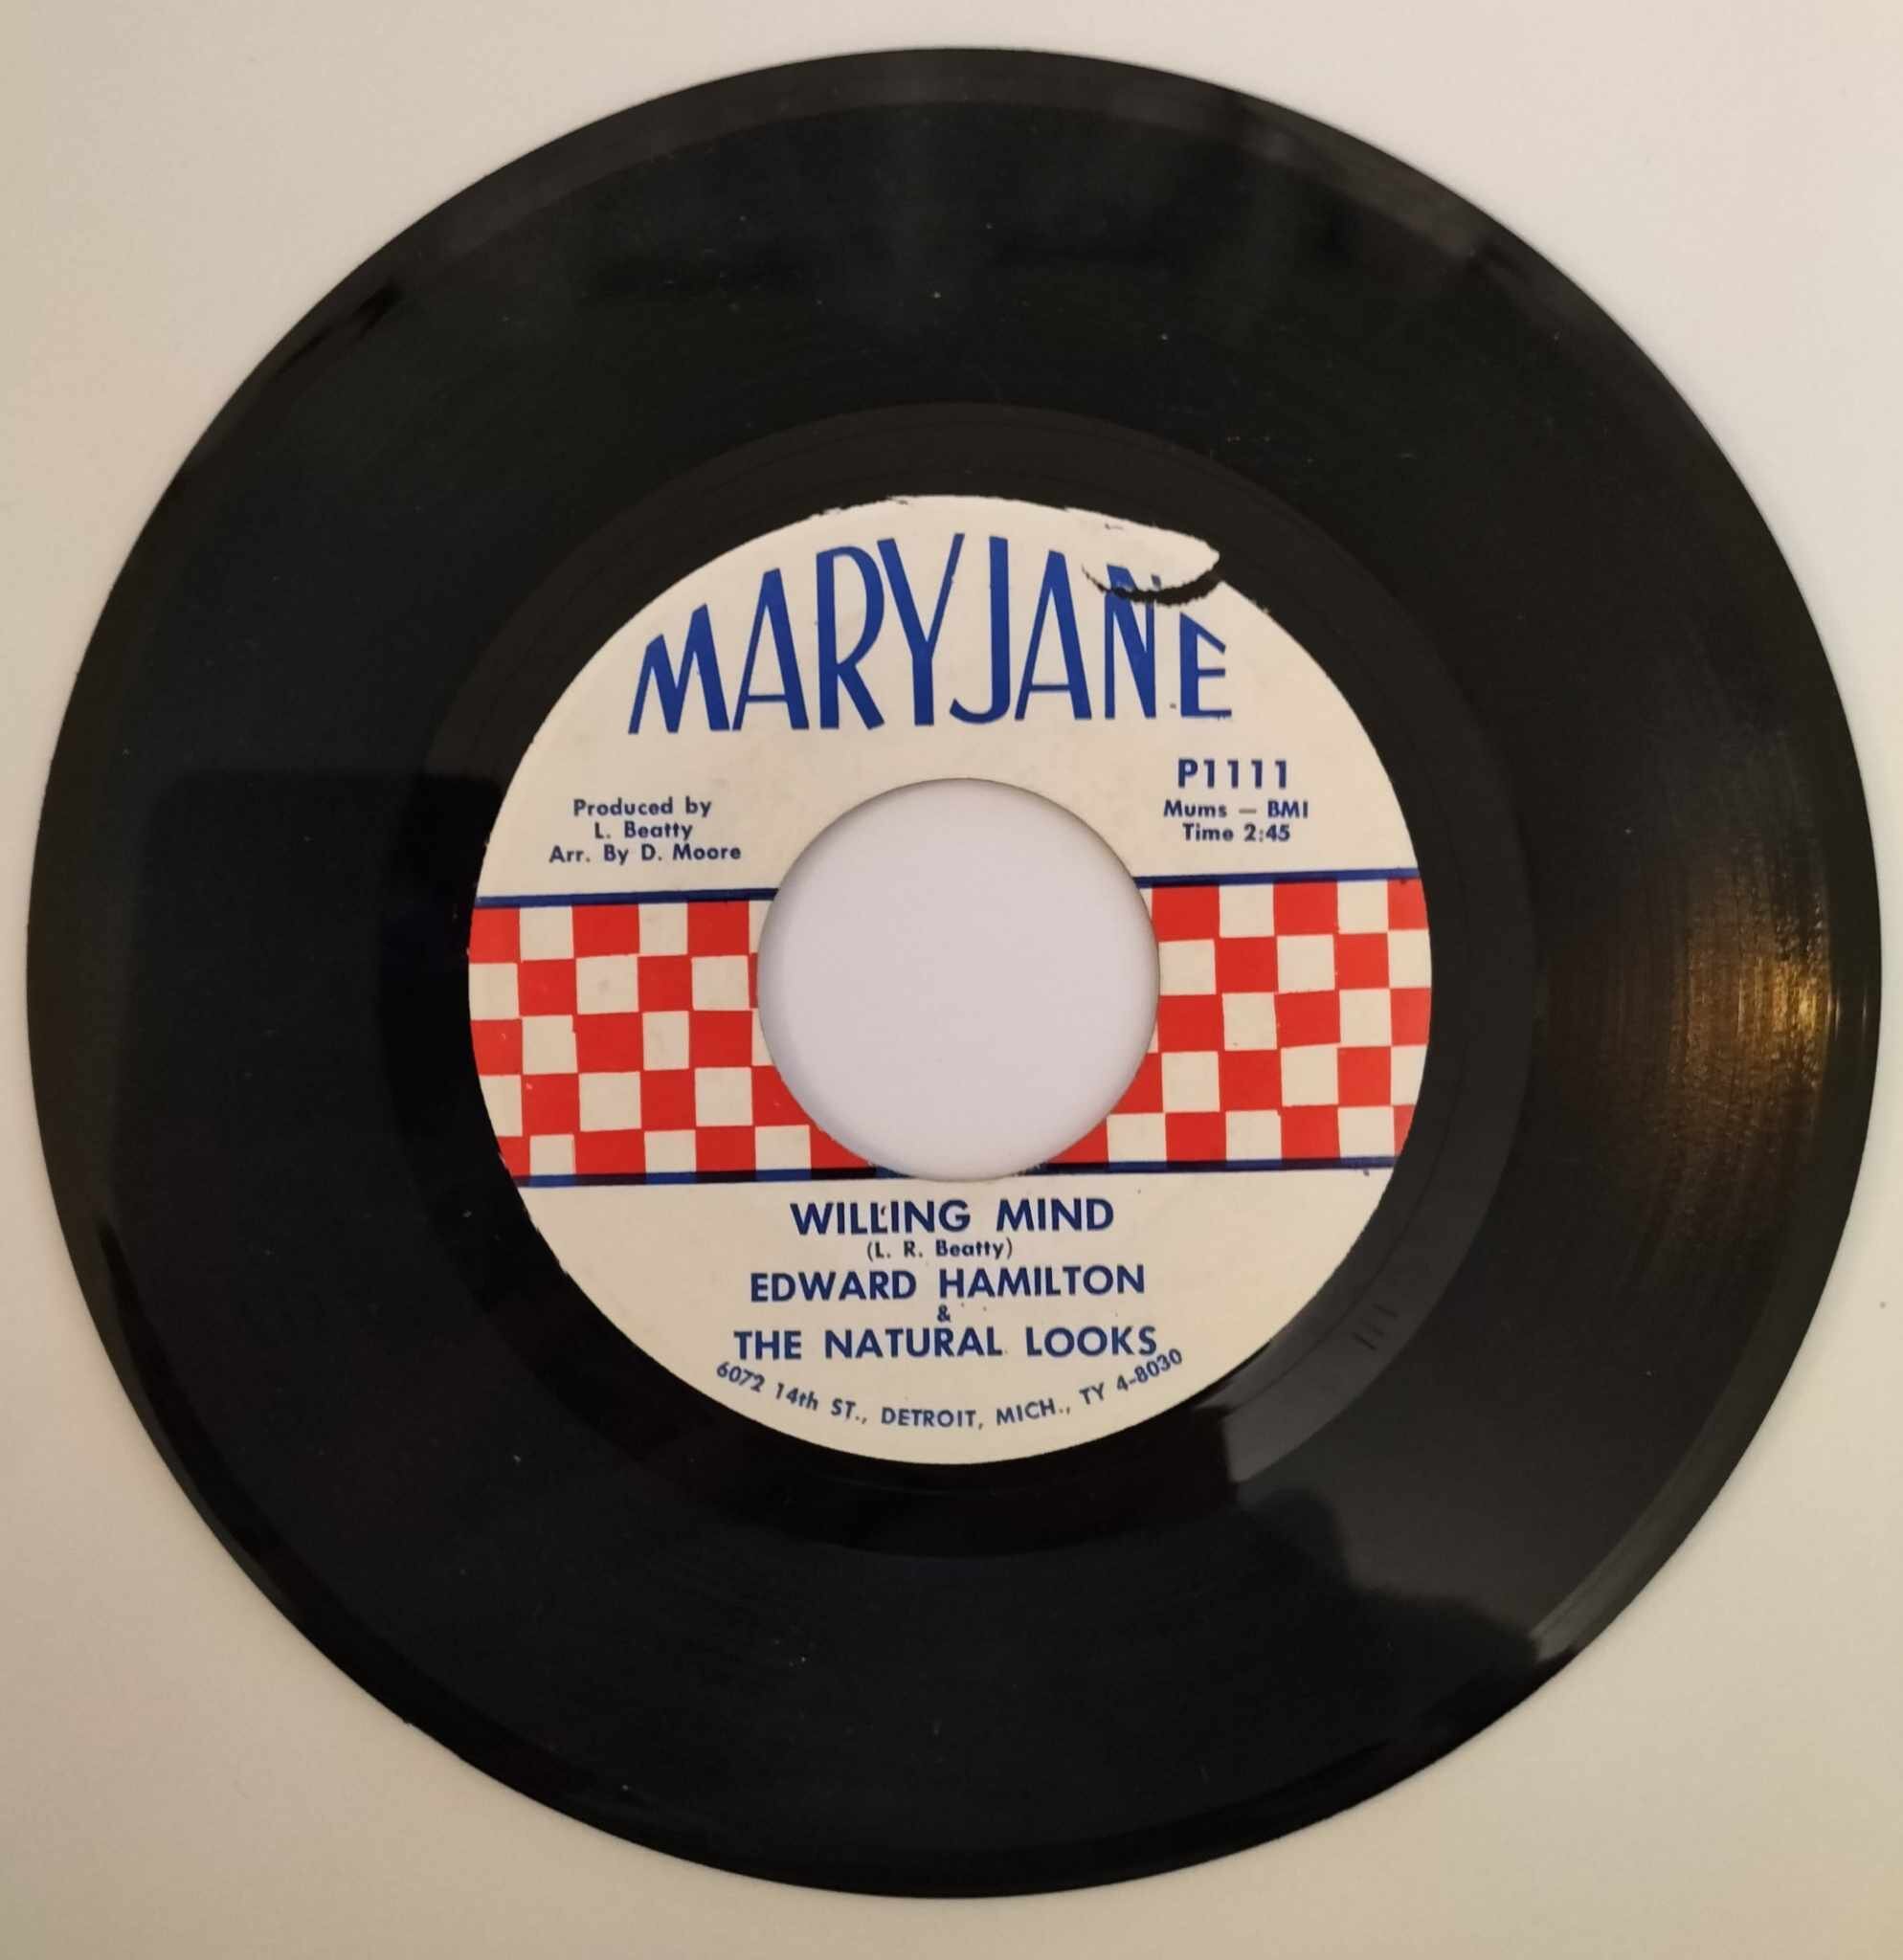 MARYJANE
P1111
Mums – BMI
Time 2:45
Produced by
L. Beatty
Arr. By D. Moore
WILLING MIND
(L. R. Beatty)
EDWARD HAMILTON
&
THE NATURAL LOOKS
6072 14th ST., DETROIT, MICH., TY 4-8030